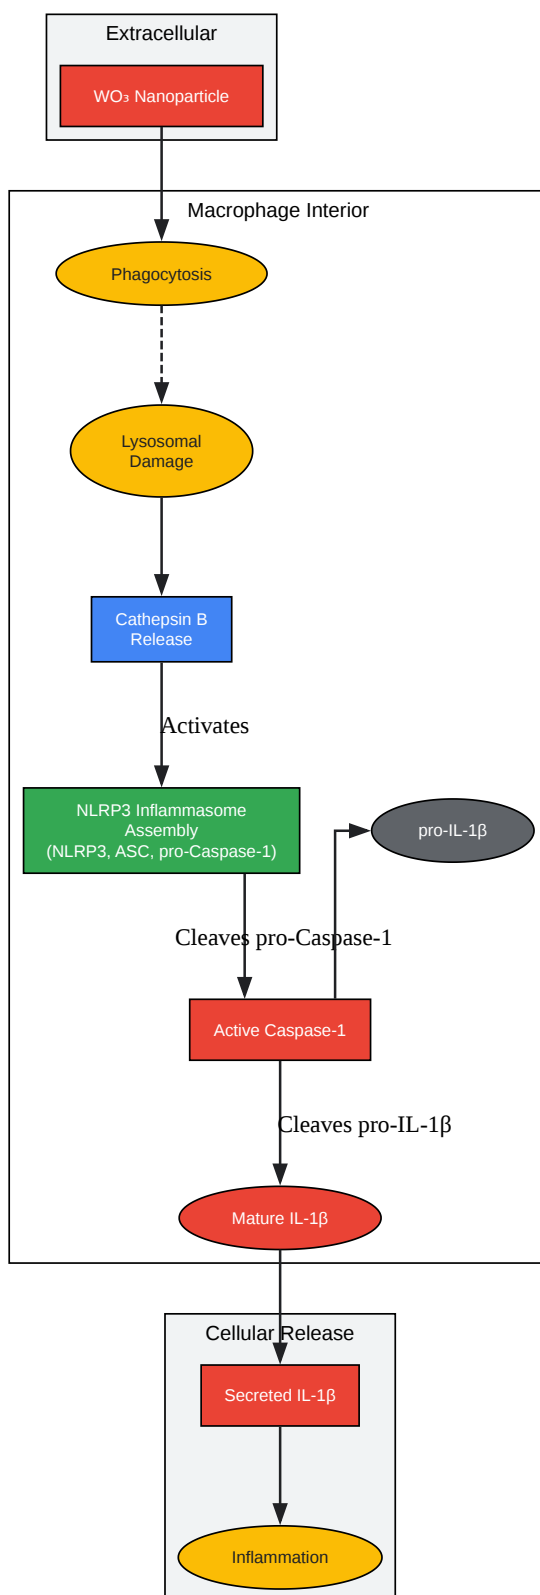 Extracellular
WO₃ Nanoparticle
Macrophage Interior
Phagocytosis
Lysosomal
Damage
Cathepsin B
Release
Activates
NLRP3 Inflammasome
Assembly
(NLRP3, ASC, pro-Caspase-1)
pro-IL-1β
Cleaves pro-Caspase-1
Active Caspase-1
Cleaves pro-IL-1β
Mature IL-1β
Cellular Release
Secreted IL-1β
Inflammation